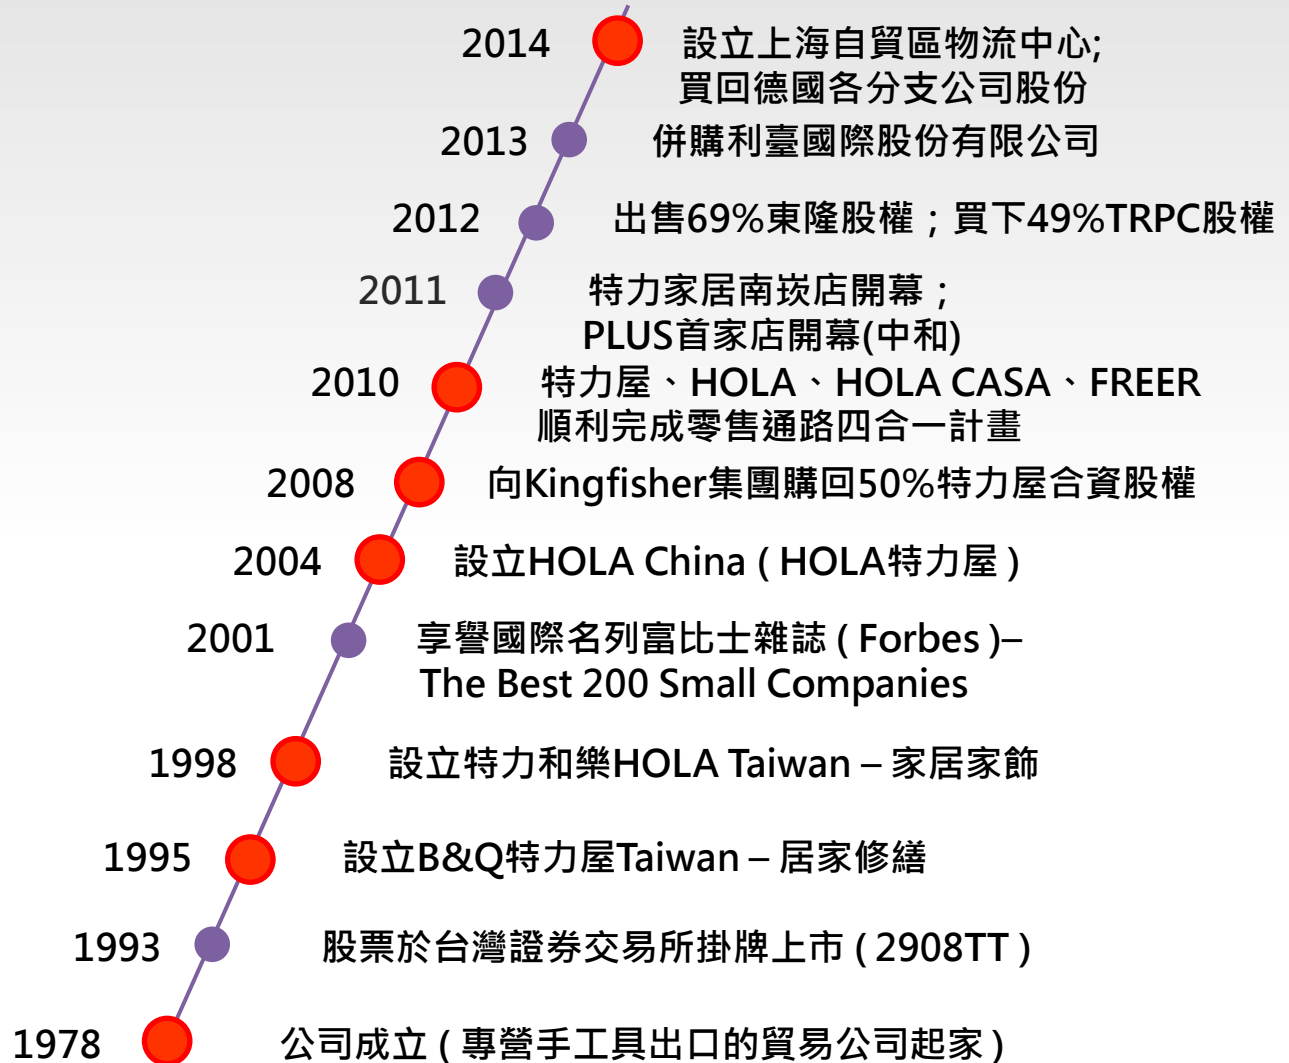 2014 設立上海自貿區物流中心;
買回德國各分支公司股份
2013 併購利臺國際股份有限公司
2012 出售69%東隆股權；買下49%TRPC股權
2011 特力家居南崁店開幕；
PLUS首家店開幕(中和)
2010 特力屋、HOLA、HOLA CASA、FREER
順利完成零售通路四合一計畫
2008 向Kingfisher集團購回50%特力屋合資股權
2004 設立HOLA China ( HOLA特力屋 )
2001 享譽國際名列富比士雜誌 ( Forbes )–
The Best 200 Small Companies
1998 設立特力和樂HOLA Taiwan – 家居家飾
1995 設立B&Q特力屋Taiwan – 居家修繕
1993 股票於台灣證券交易所掛牌上市 ( 2908TT )
1978 公司成立 ( 專營手工具出口的貿易公司起家 )